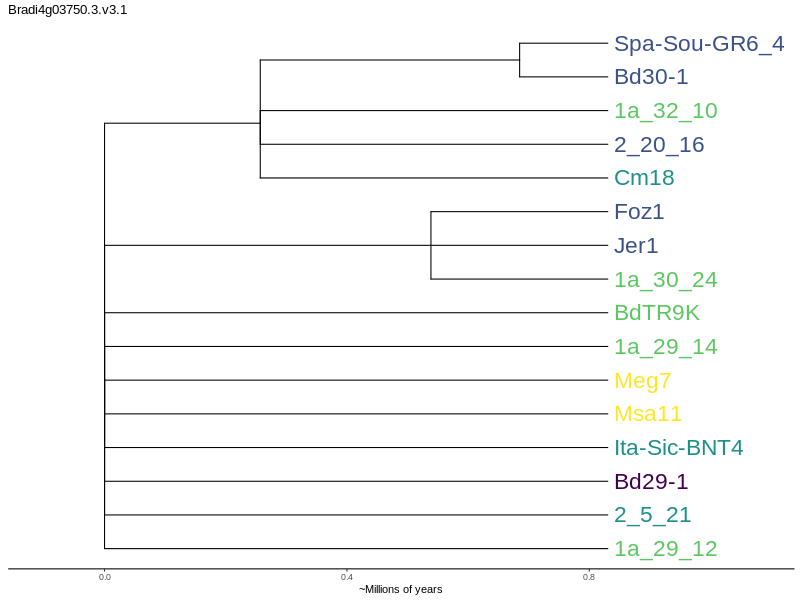 Bradi4g03750.3.v3.1
Spa-Sou-GR6_4
Bd30-1
1a_32_10
2_20_16
Cm18
Foz1
Jer1
1a_30_24
BdTR9K
1a_29_14
Meg7
Msa11
Ita-Sic-BNT4
Bd29-1
2_5_21
1a_29_12
0.0 0.4 0.8
~Millions of years